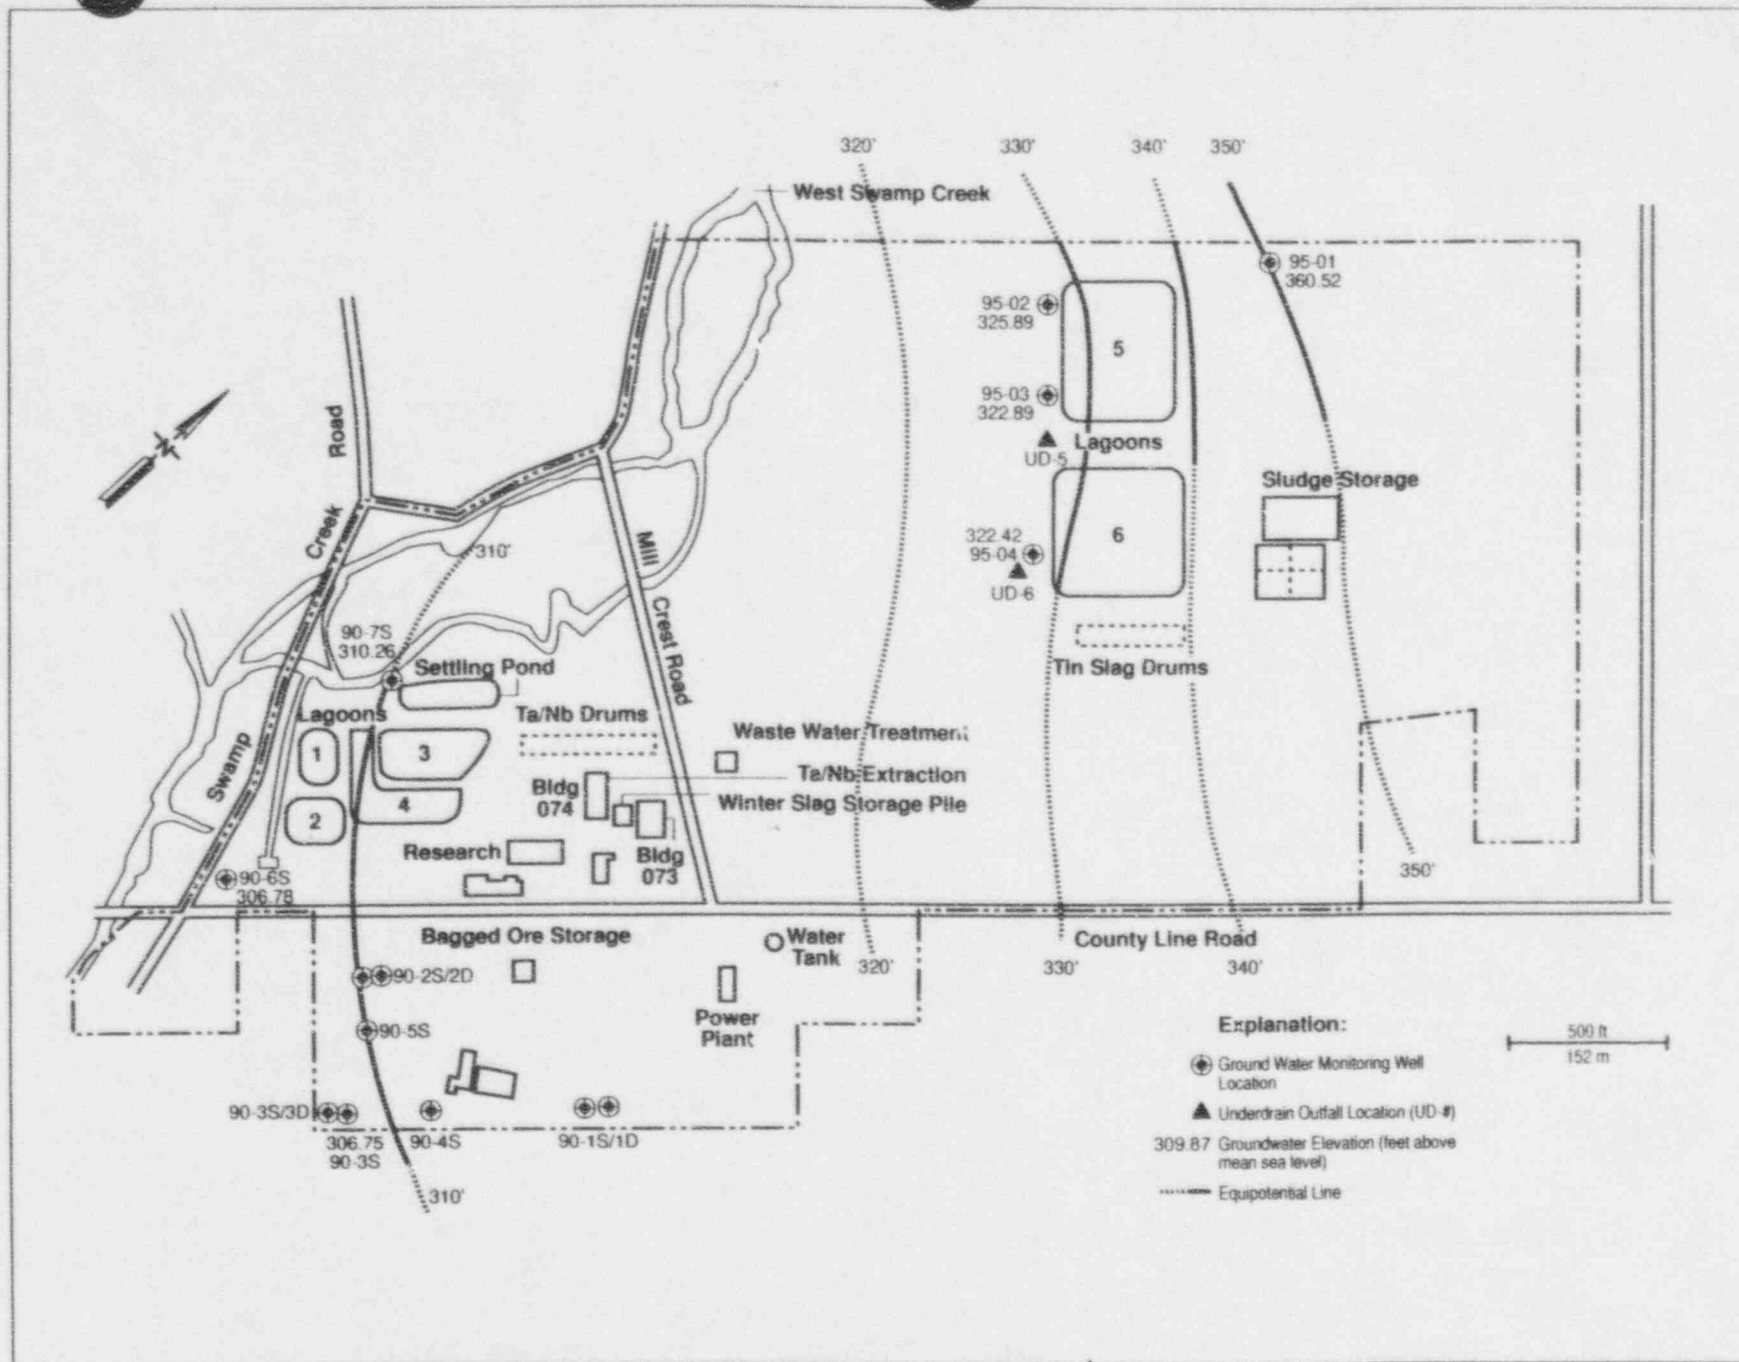 320'
330'
340'
350'
West Swamp Creek
95-01
360.52
95-02
325.89
5
95-03
322.89
Road
UD-5
Lagoons
Sludge Storage
N
Creek
310'
Mill
Crest Road
322.42
95-04
6
UD-6
90-7S
310.26
Settling Pond
Tin Slag Drums
Lagoons
Ta/Nb Drums
Swamp
1
3
Waste Water Treatment
Ta/Nb Extraction
Bldg
074
Winter Slag Storage Pile
2
4
Research
Bldg
073
350'
90-6S
306.78
Bagged Ore Storage
Water
Tank
County Line Road
320'
330'
340'
90-2S/2D
Power
Plant
90-5S
Explanation:
500 ft
152 m
Ground Water Monitoring Well
Location
90-3S/3D
Underdrain Outfall Location (UD-#)
306.75
90-3S
90-4S
90-1S/1D
309.87 Groundwater Elevation (feet above
mean sea level)
310'
Equipotential Line